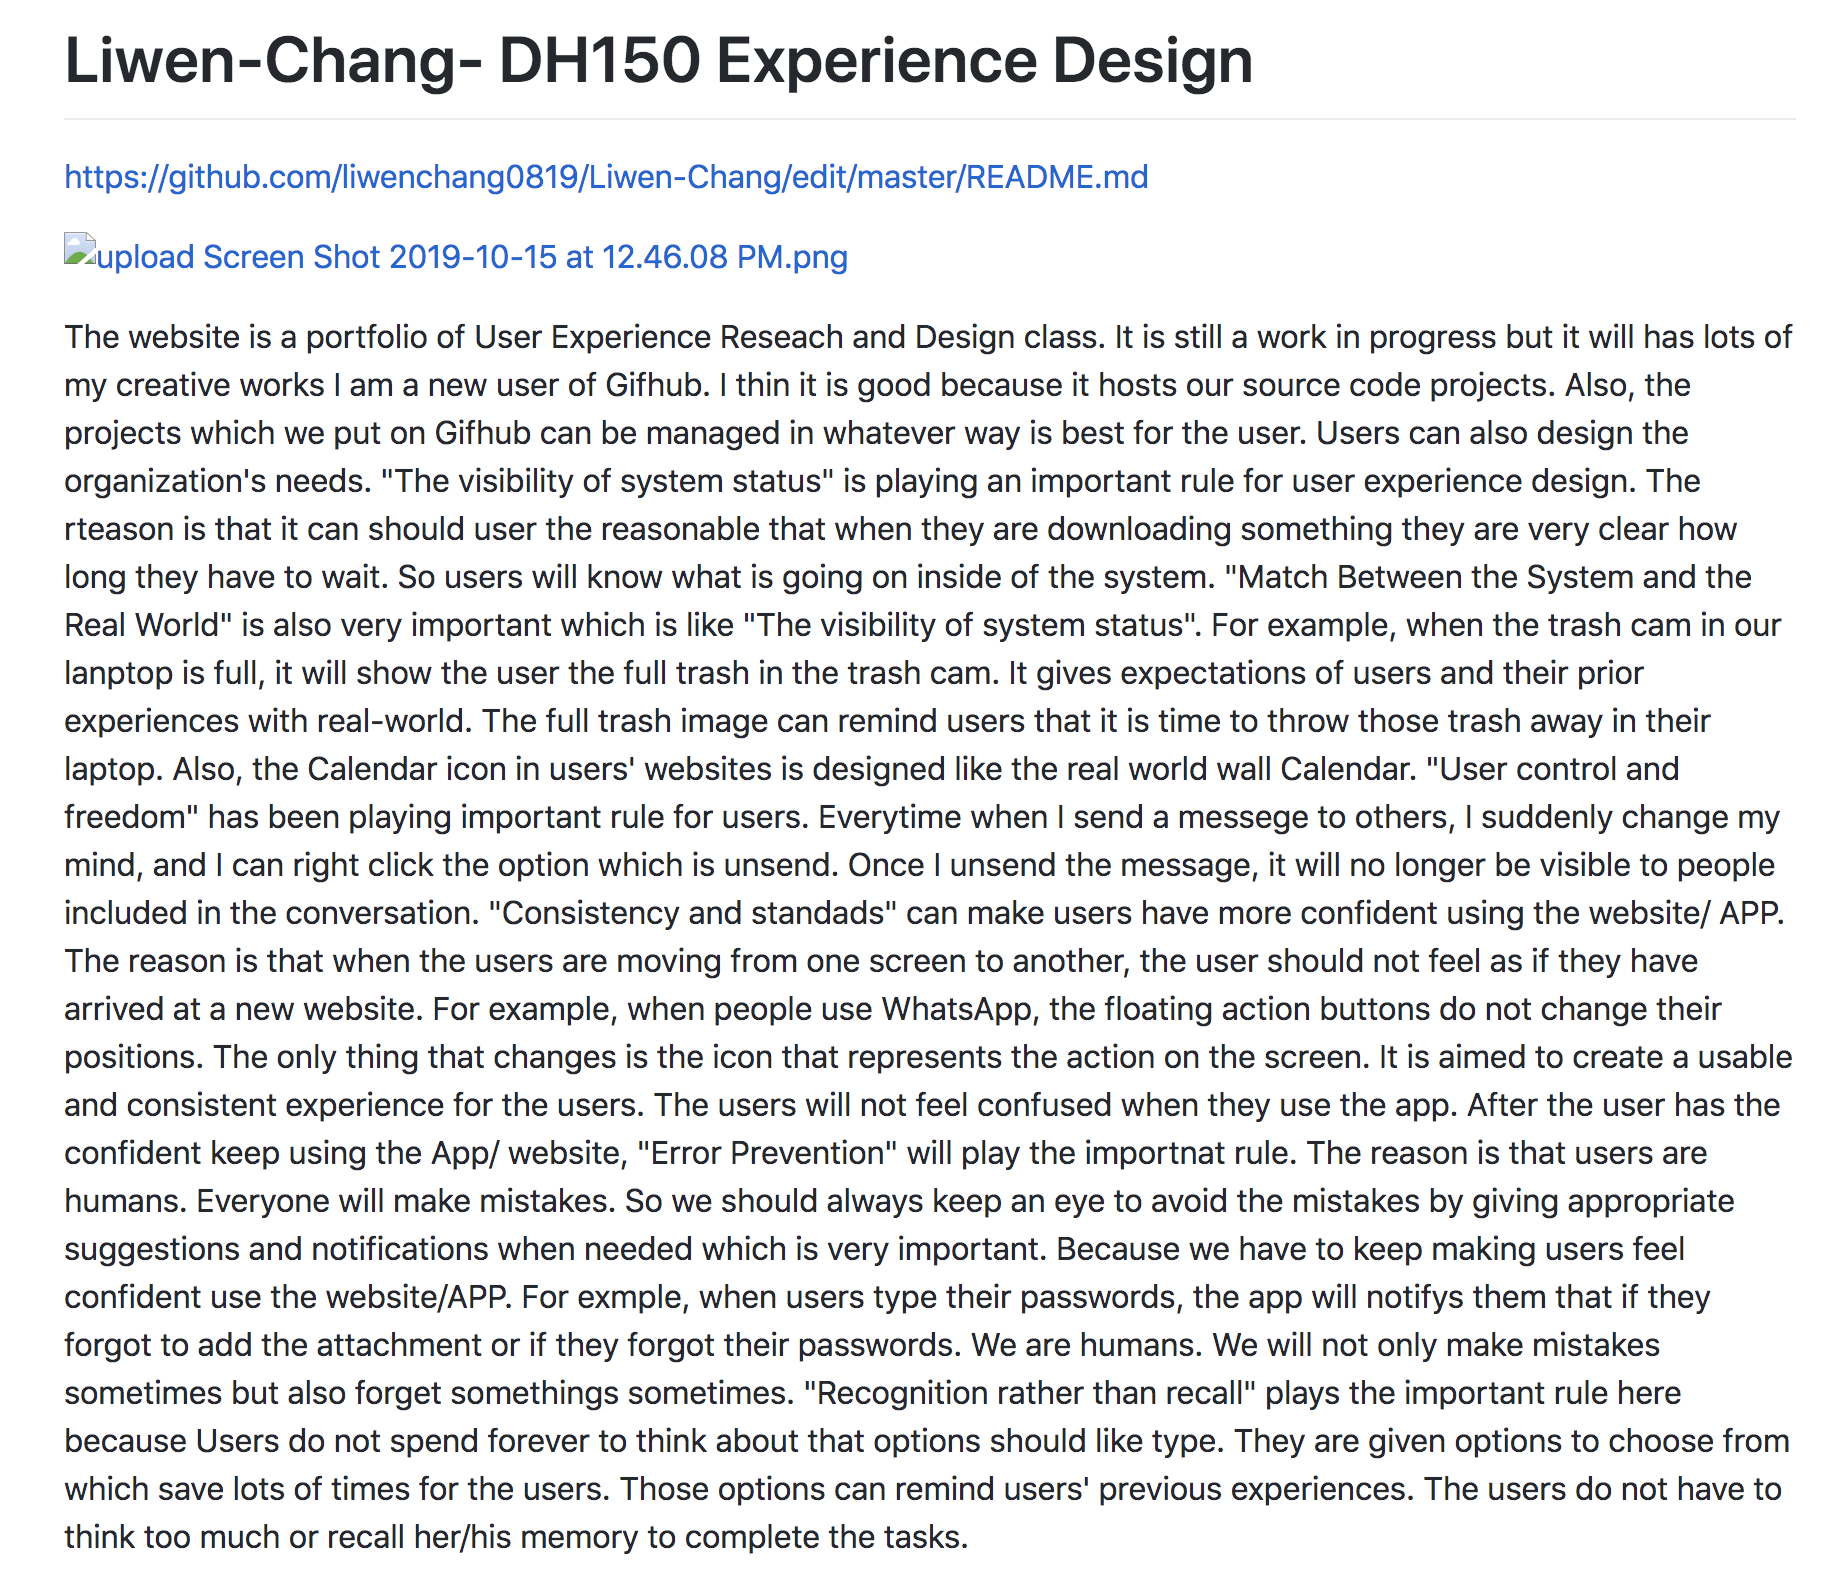 Liwen-Chang- DH150 Experience Design
https://github.com/liwenchang0819/Liwen-Chang/edit/master/README.md
upload Screen Shot 2019-10-15 at 12.46.08 PM.png
The website is a portfolio of User Experience Reseach and Design class. It is still a work in progress but it will has lots of
my creative works I am a new user of Gifhub. I thin it is good because it hosts our source code projects. Also, the
projects which we put on Gifhub can be managed in whatever way is best for the user. Users can also design the
organization's needs. "The visibility of system status" is playing an important rule for user experience design. The
rteason is that it can should user the reasonable that when they are downloading something they are very clear how
long they have to wait. So users will know what is going on inside of the system. "Match Between the System and the
Real World" is also very important which is like "The visibility of system status". For example, when the trash cam in our
lanptop is full, it will show the user the full trash in the trash cam. It gives expectations of users and their prior
experiences with real-world. The full trash image can remind users that it is time to throw those trash away in their
laptop. Also, the Calendar icon in users' websites is designed like the real world wall Calendar. "User control and
freedom" has been playing important rule for users. Everytime when I send a messege to others, I suddenly change my
mind, and I can right click the option which is unsend. Once I unsend the message, it will no longer be visible to people
included in the conversation. "Consistency and standads" can make users have more confident using the website/ APP.
The reason is that when the users are moving from one screen to another, the user should not feel as if they have
arrived at a new website. For example, when people use WhatsApp, the floating action buttons do not change their
positions. The only thing that changes is the icon that represents the action on the screen. It is aimed to create a usable
and consistent experience for the users. The users will not feel confused when they use the app. After the user has the
confident keep using the App/ website, "Error Prevention" will play the importnat rule. The reason is that users are
humans. Everyone will make mistakes. So we should always keep an eye to avoid the mistakes by giving appropriate
suggestions and notifications when needed which is very important. Because we have to keep making users feel
confident use the website/APP. For exmple, when users type their passwords, the app will notifys them that if they
forgot to add the attachment or if they forgot their passwords. We are humans. We will not only make mistakes
sometimes but also forget somethings sometimes. "Recognition rather than recall" plays the important rule here
because Users do not spend forever to think about that options should like type. They are given options to choose from
which save lots of times for the users. Those options can remind users' previous experiences. The users do not have to
think too much or recall her/his memory to complete the tasks.